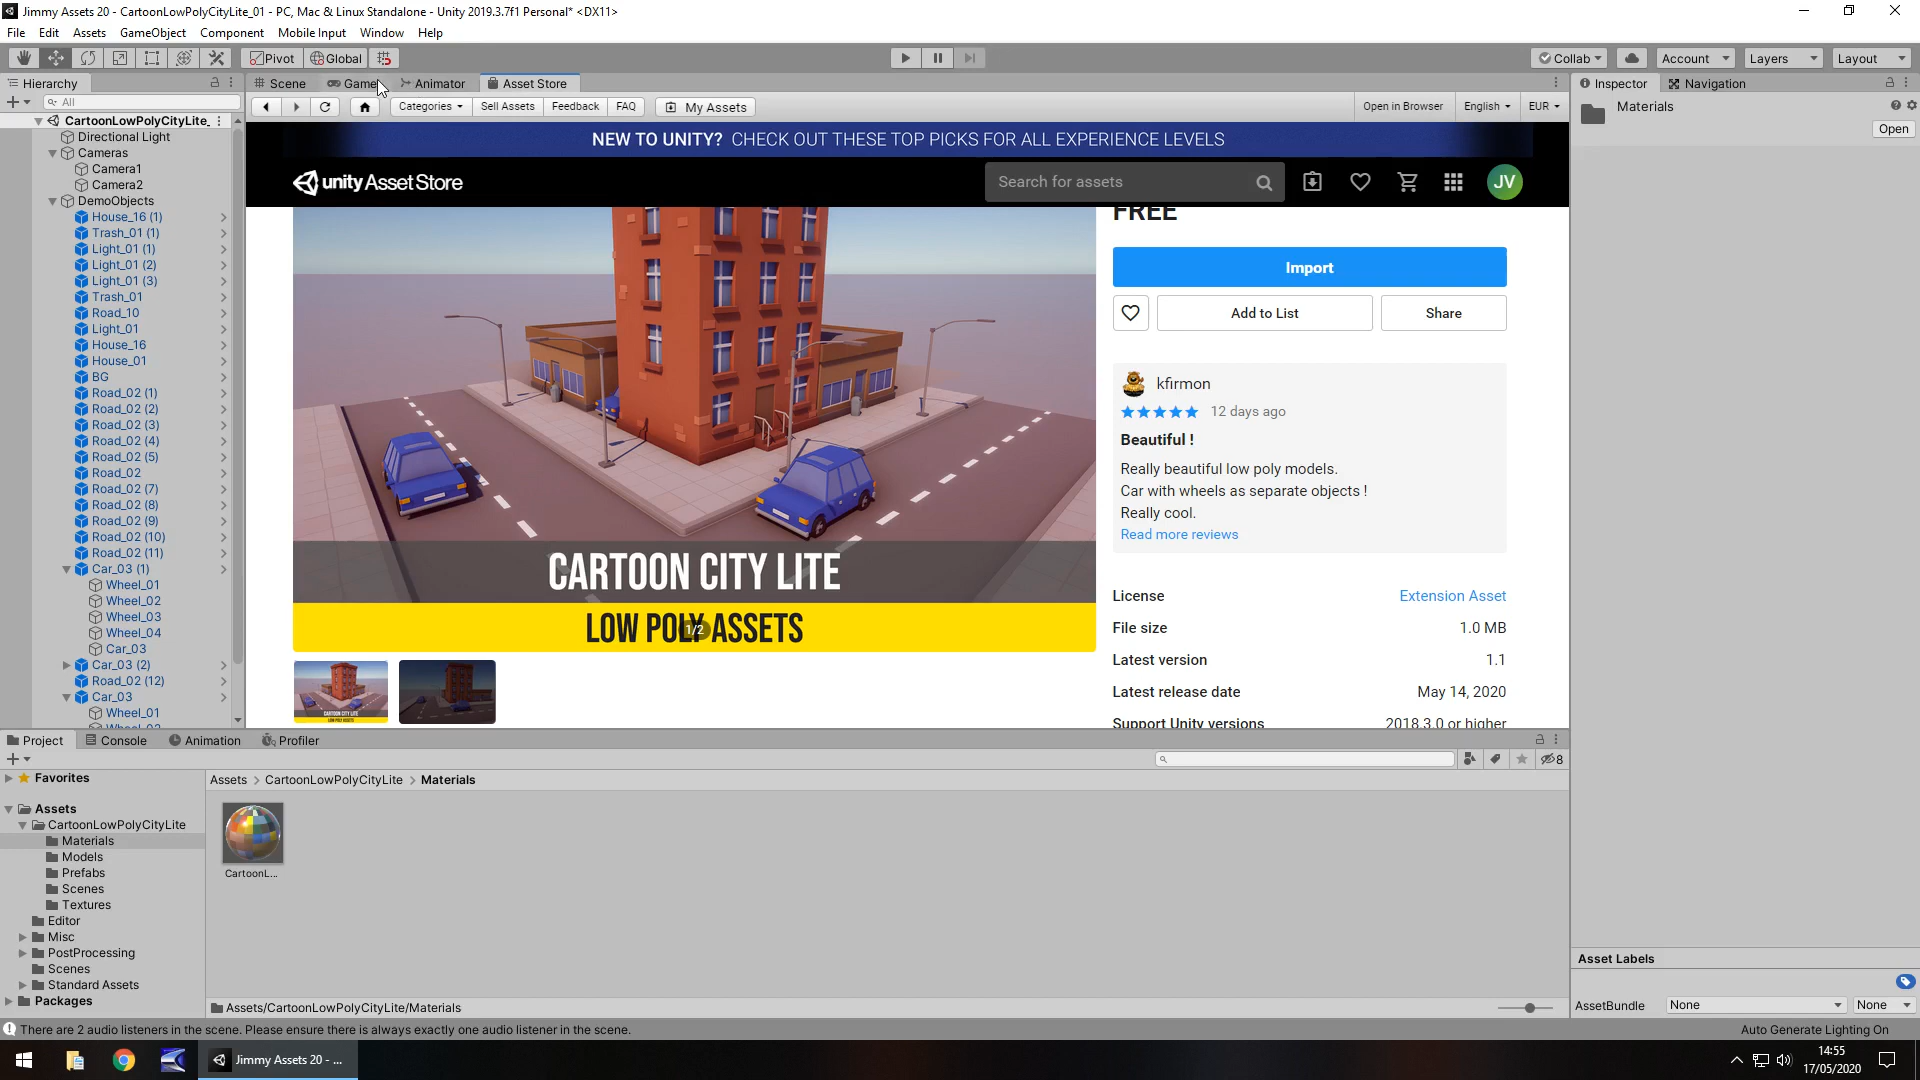 Jimmy Assets 20 - CartoonLowPolyCityLite_01 - PC, Mac & Linux Standalone - Unity 2019.3.7f1 Personal* <DX11>
File Edit Assets GameObject Component Mobile Input Window Help
Pivot Global Collab Account Layers Layout
Hierarchy
Scene Game Animator Asset Store
Inspector Navigation
All
Categories Sell Assets Feedback FAQ My Assets Open in Browser English EUR
Materials
Open
CartoonLowPolyCityLite_
Directional Light
Cameras
Camera1
Camera2
DemoObjects
House_16 (1)
Trash_01 (1)
Light_01 (1)
Light_01 (2)
Light_01 (3)
Trash_01
Road_10
Light_01
House_16
House_01
BG
Road_02 (1)
Road_02 (2)
Road_02 (3)
Road_02 (4)
Road_02 (5)
Road_02
Road_02 (7)
Road_02 (8)
Road_02 (9)
Road_02 (10)
Road_02 (11)
Car_03 (1)
Wheel_01
Wheel_02
Wheel_03
Wheel_04
Car_03
Car_03 (2)
Road_02 (12)
Car_03
Wheel_01
NEW TO UNITY? CHECK OUT THESE TOP PICKS FOR ALL EXPERIENCE LEVELS
unity Asset Store
Search for assets
JV
FREE
Import
Add to List
Share
kfirmon
12 days ago
Beautiful !
Really beautiful low poly models.
Car with wheels as separate objects !
Really cool.
Read more reviews
License Extension Asset
File size 1.0 MB
Latest version 1.1
Latest release date May 14, 2020
Support Unity versions 2018.3.0 or higher
CARTOON CITY LITE
LOW POLY ASSETS
1/2
CARTOON CITY LITE
LOW POLY ASSETS
Project Console Animation Profiler
8
Favorites
Assets
CartoonLowPolyCityLite
Materials
Models
Prefabs
Scenes
Textures
Editor
Misc
PostProcessing
Scenes
Standard Assets
Packages
Assets > CartoonLowPolyCityLite > Materials
CartoonL...
Assets/CartoonLowPolyCityLite/Materials
Asset Labels
AssetBundle None None
There are 2 audio listeners in the scene. Please ensure there is always exactly one audio listener in the scene.
Auto Generate Lighting On
Jimmy Assets 20 - ...
14:55
17/05/2020